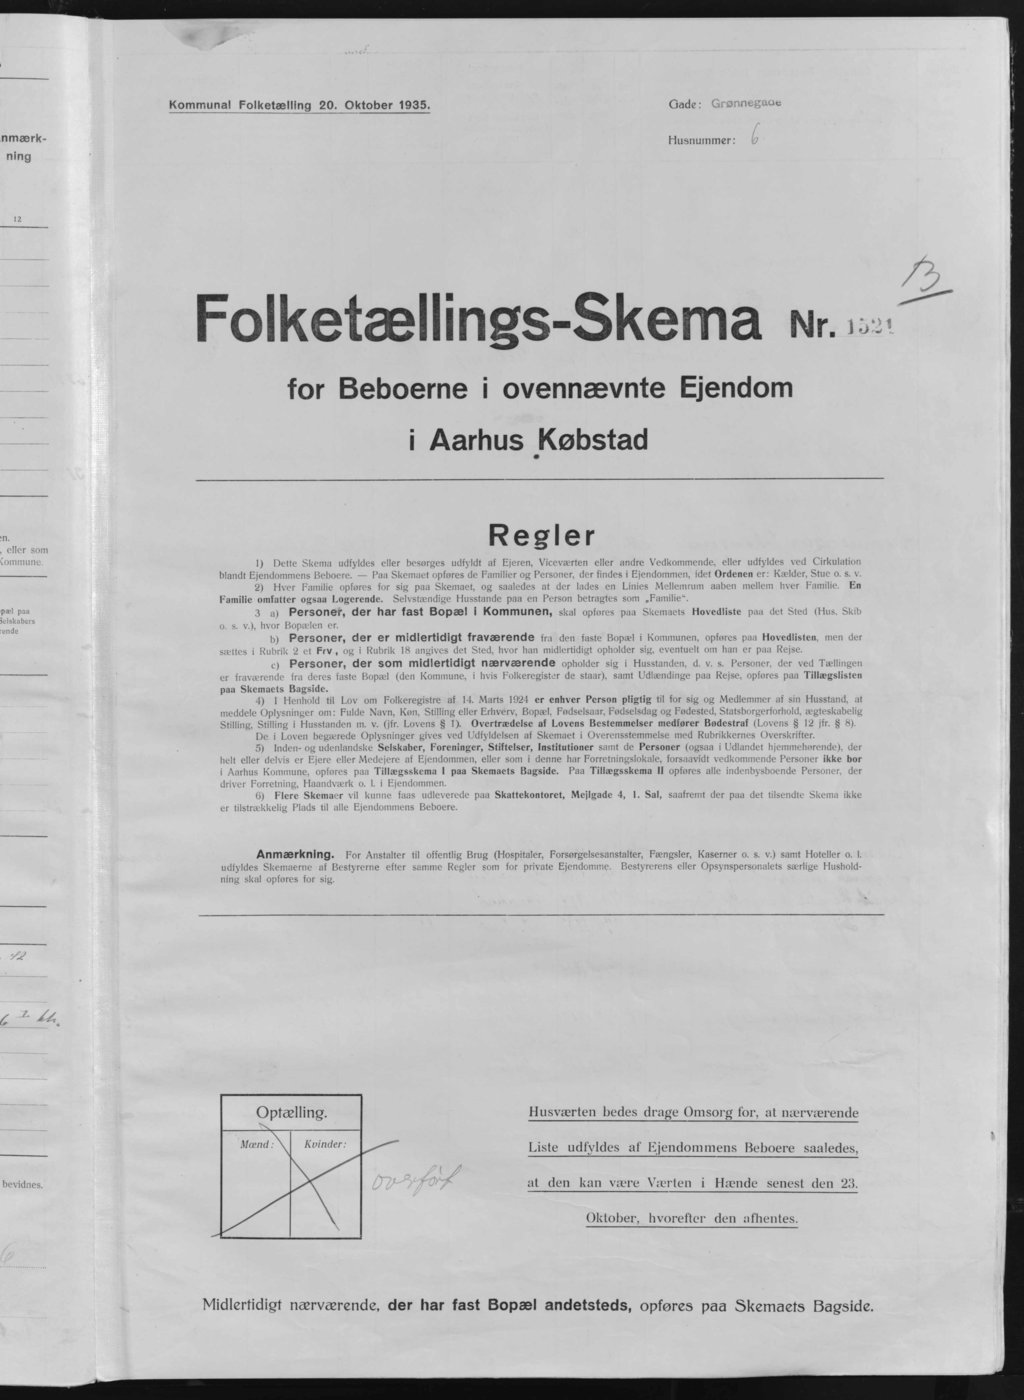 nmærk-
ning
12
en.
, eller som
Kommune.
pæl paa
Selskabers
ende
42
bevidnes.
6
Kommunal Folketælling 20. Oktober 1935.
Gade: Grønnegade
Husnummer: 6
B
Folketællings-Skema Nr. 1521
for Beboerne i ovennævnte Ejendom
i Aarhus Købstad
Regler
1) Dette Skema udfyldes eller besørges udfyldt af Ejeren, Viceværten eller andre Vedkommende, eller udfyldes ved Cirkulation
blandt Ejendommens Beboere. — Paa Skemaet opføres de Familier og Personer, der findes i Ejendommen, idet Ordenen er: Kælder, Stue o. s. v.
2) Hver Familie opføres for sig paa Skemaet, og saaledes at der lades en Linies Mellemrum aaben mellem hver Familie. En
Familie omfatter ogsaa Logerende. Selvstændige Husstande paa en Person betragtes som „Familie".
3 a) Personer, der har fast Bopæl i Kommunen, skal opføres paa Skemaets Hovedliste paa det Sted (Hus, Skib
o. s. v.), hvor Bopælen er.
b) Personer, der er midlertidigt fraværende fra den faste Bopæl i Kommunen, opføres paa Hovedlisten, men der
sættes i Rubrik 2 et Frv., og i Rubrik 18 angives det Sted, hvor han midlertidigt opholder sig, eventuelt om han er paa Rejse.
c) Personer, der som midlertidigt nærværende opholder sig i Husstanden, d. v. s. Personer, der ved Tællingen
er fraværende fra deres faste Bopæl (den Kommune, i hvis Folkeregister de staar), samt Udlændinge paa Rejse, opføres paa Tillægslisten
paa Skemaets Bagside.
4) I Henhold til Lov om Folkeregistre af 14. Marts 1924 er enhver Person pligtig til for sig og Medlemmer af sin Husstand, at
meddele Oplysninger om: Fulde Navn, Køn, Stilling eller Erhverv, Bopæl, Fødselsaar, Fødselsdag og Fødested, Statsborgerforhold, ægteskabelig
Stilling, Stilling i Husstanden m. v. (jfr. Lovens § 1). Overtrædelse af Lovens Bestemmelser medfører Bødestraf (Lovens § 12 jfr. § 8).
De i Loven begærede Oplysninger gives ved Udfyldelsen af Skemaet i Overensstemmelse med Rubrikkernes Overskrifter.
5) Inden- og udenlandske Selskaber, Foreninger, Stiftelser, Institutioner samt de Personer (ogsaa i Udlandet hjemmehørende), der
helt eller delvis er Ejere eller Medejere af Ejendommen, eller som i denne har Forretningslokale, forsaavidt vedkommende Personer ikke bor
i Aarhus Kommune, opføres paa Tillægsskema I paa Skemaets Bagside. Paa Tillægsskema II opføres alle indenbysboende Personer, der
driver Forretning, Haandværk o. l. i Ejendommen.
6) Flere Skemaer vil kunne faas udleverede paa Skattekontoret, Mejlgade 4, 1. Sal, saafremt der paa det tilsendte Skema ikke
er tilstrækkelig Plads til alle Ejendommens Beboere.
Anmærkning. For Anstalter til offentlig Brug (Hospitaler, Forsørgelsesanstalter, Fængsler, Kaserner o. s. v.) samt Hoteller o. l.
udfyldes Skemaerne af Bestyrerne efter samme Regler som for private Ejendomme. Bestyrerens eller Opsynspersonalets særlige Hushold-
ning skal opføres for sig.
Optælling.
Mænd: Kvinder:
overført
Husværten bedes drage Omsorg for, at nærværende
Liste udfyldes af Ejendommens Beboere saaledes,
at den kan være Værten i Hænde senest den 23.
Oktober, hvorefter den afhentes.
Midlertidigt nærværende, der har fast Bopæl andetsteds, opføres paa Skemaets Bagside.